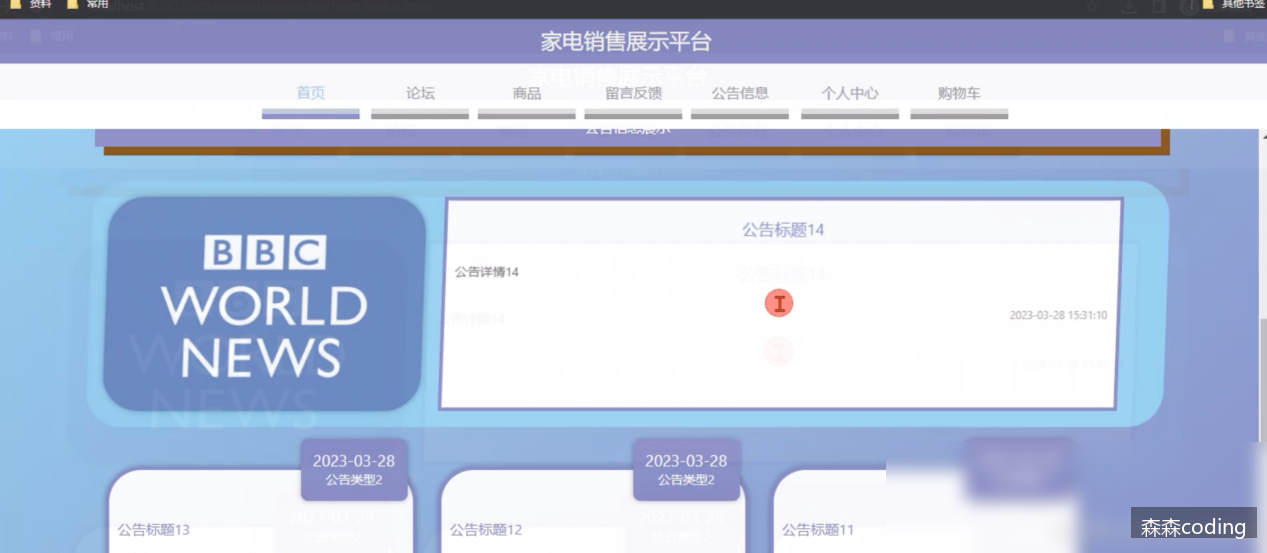 资料
常用
其他书签
家电销售展示平台
首页
论坛
商品
留言反馈
公告信息
个人中心
购物车
公告信息展示
BBC
WORLD
NEWS
公告标题14
公告详情14
2023-03-28 15:31:10
2023-03-28
公告类型2
2023-03-28
公告类型2
公告标题13
公告标题12
公告标题11
森森coding